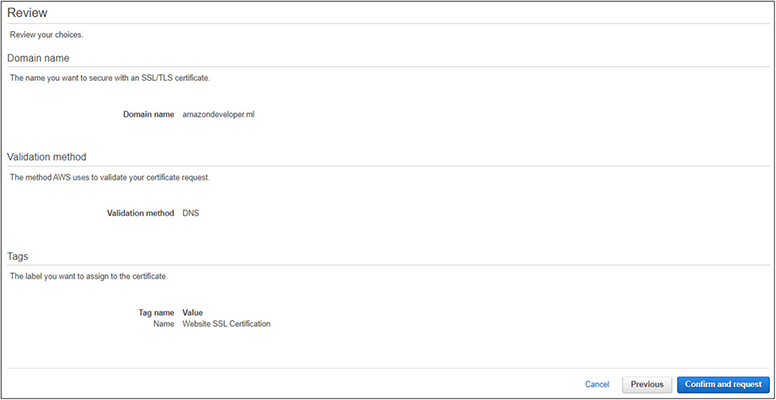 Review
Review your choices.
Domain name
The name you want to secure with an SSL/TLS certificate.
Domain name amazondeveloper.ml
Validation method
The method AWS uses to validate your certificate request.
Validation method DNS
Tags
The label you want to assign to the certificate.
Tag name Value
Name Website SSL Certification
Cancel Previous Confirm and request